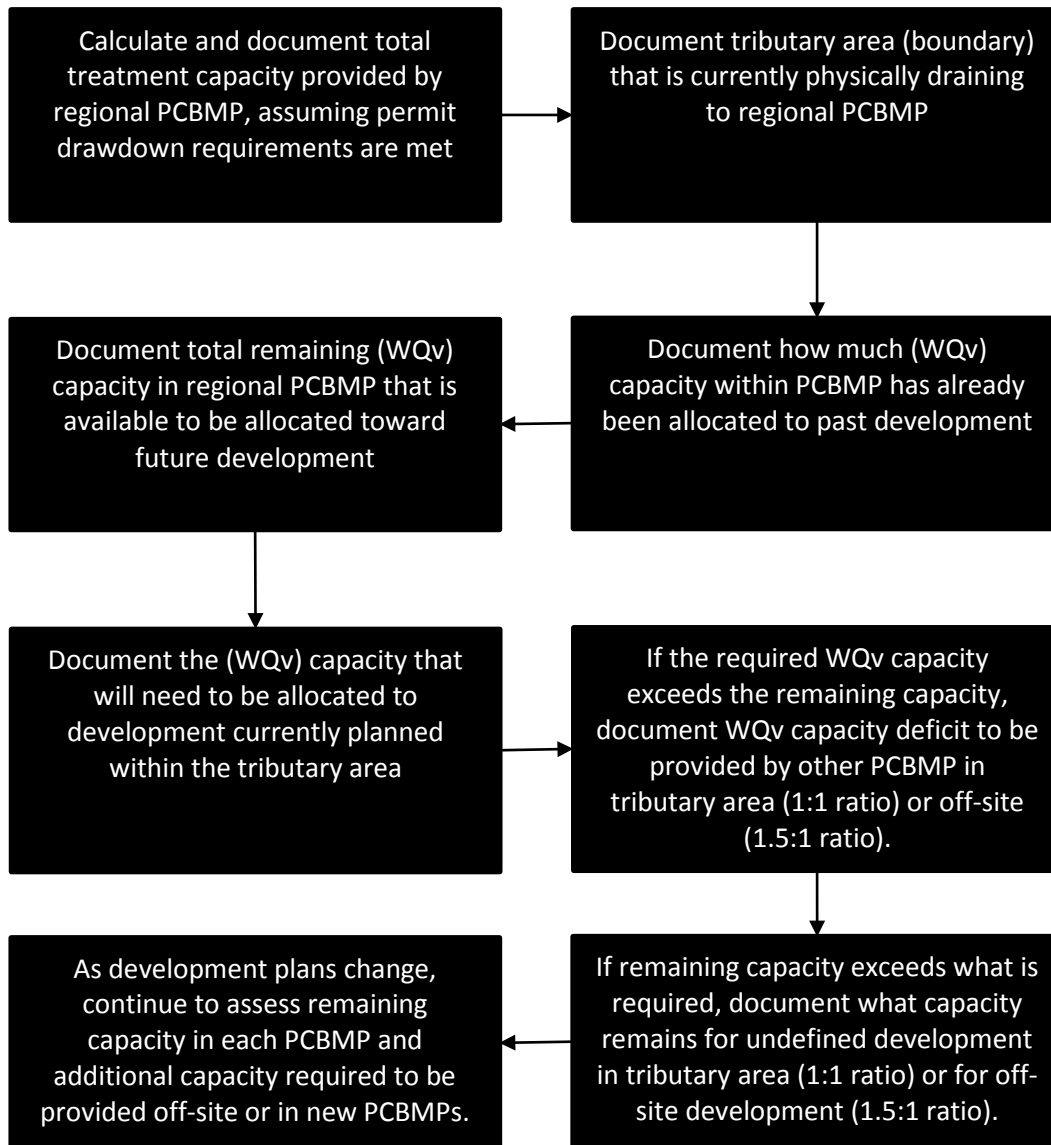 Calculate and document total
treatment capacity provided by
regional PCBMP, assuming permit
drawdown requirements are met
Document tributary area (boundary)
that is currently physically draining
to regional PCBMP
Document how much (WQv)
capacity within PCBMP has already
been allocated to past development
Document total remaining (WQv)
capacity in regional PCBMP that is
available to be allocated toward
future development
Document the (WQv) capacity that
will need to be allocated to
development currently planned
within the tributary area
If the required WQv capacity
exceeds the remaining capacity,
document WQv capacity deficit to be
provided by other PCBMP in
tributary area (1:1 ratio) or off-site
(1.5:1 ratio).
If remaining capacity exceeds what is
required, document what capacity
remains for undefined development
in tributary area (1:1 ratio) or for off-
site development (1.5:1 ratio).
As development plans change,
continue to assess remaining
capacity in each PCBMP and
additional capacity required to be
provided off-site or in new PCBMPs.